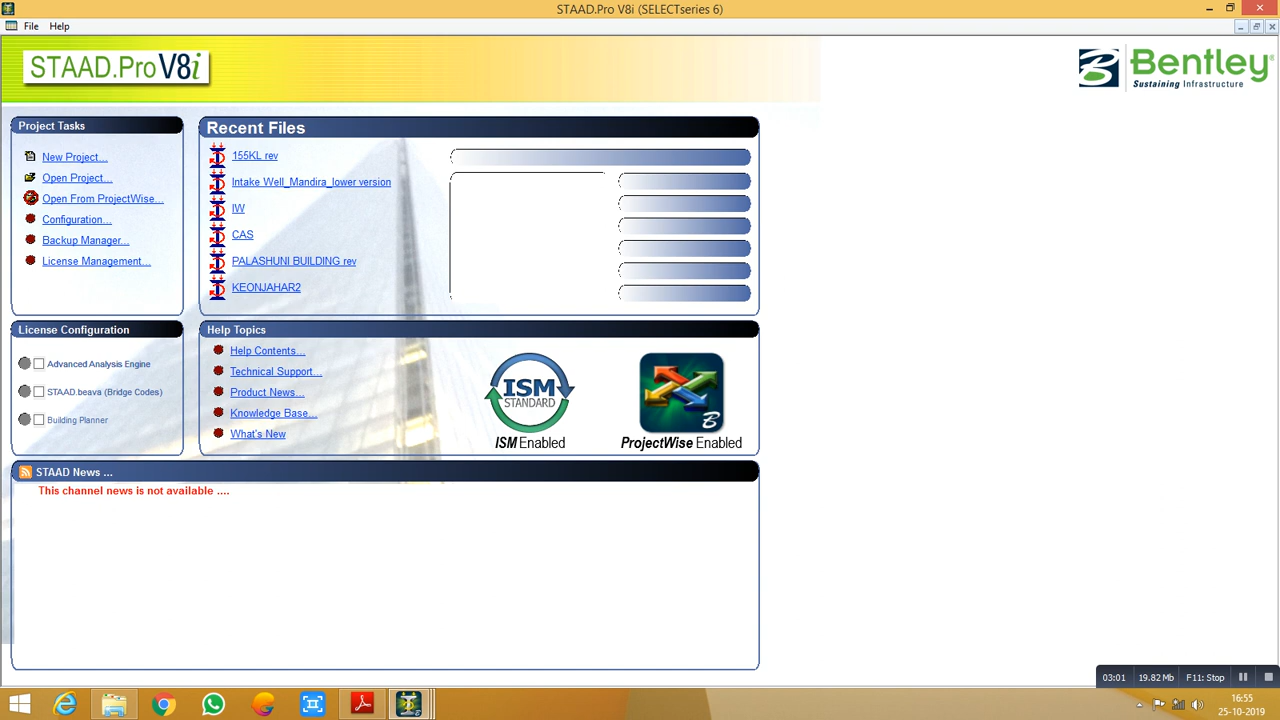 STAAD.Pro V8i (SELECTseries 6)
File Help
STAAD.ProV8i
Bentley
Sustaining Infrastructure
Project Tasks
New Project...
Open Project...
Open From ProjectWise...
Configuration...
Backup Manager...
License Management...
Recent Files
155KL rev
Intake Well_Mandira_lower version
IW
CAS
PALASHUNI BUILDING rev
KEONJAHAR2
License Configuration
Advanced Analysis Engine
STAAD.beava (Bridge Codes)
Building Planner
Help Topics
Help Contents...
Technical Support...
Product News...
Knowledge Base...
What's New
ISM
STANDARD
ISM Enabled
B
ProjectWise Enabled
STAAD News ...
This channel news is not available ....
03:01 19.82 Mb F11: Stop
16:55
25-10-2019